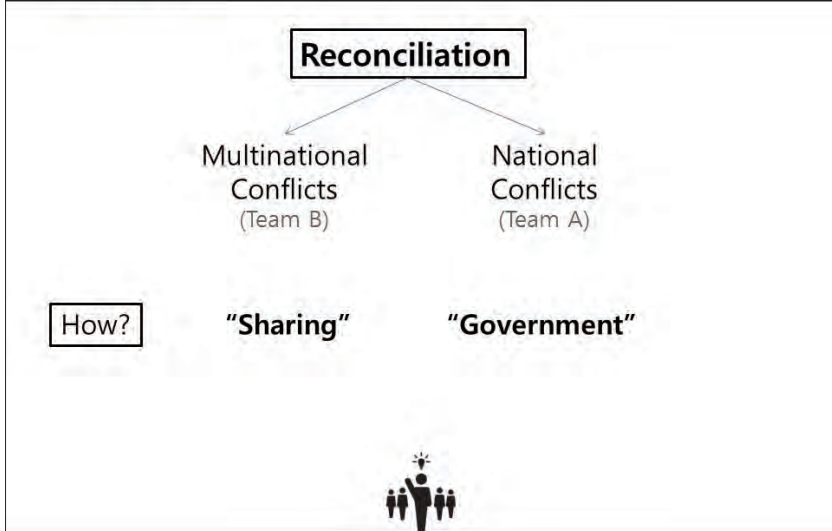 Reconciliation
Multinational
Conflicts
(Team B)
National
Conflicts
(Team A)
How?
"Sharing"
"Government"